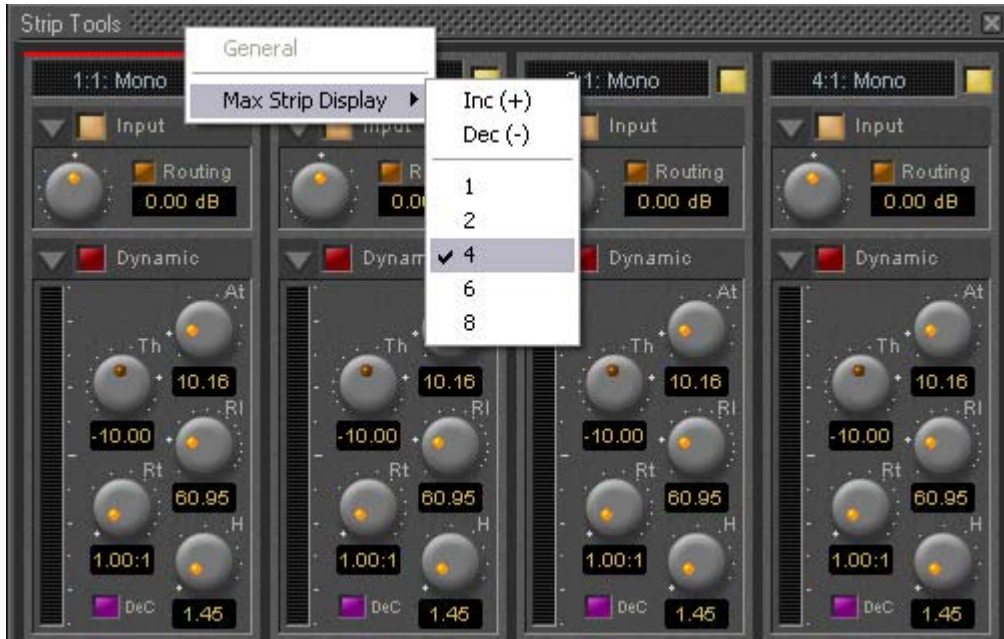 Strip Tools
General
Max Strip Display
Inc (+)
Dec (-)
1
2
4
6
8
1:1: Mono
Input
Routing
0.00 dB
Dynamic
At
Th
10.16
Rl
-10.00
Rt
60.95
H
1.00:1
DeC
1.45
Input
R
0.0
Dynam
Th
10.16
Rl
-10.00
Rt
60.95
H
1.00:1
DeC
1.45
:1: Mono
Input
Routing
0.00 dB
Dynamic
At
Th
10.16
Rl
-10.00
Rt
60.95
H
1.00:1
DeC
1.45
4:1: Mono
Input
Routing
0.00 dB
Dynamic
At
Th
10.16
Rl
-10.00
Rt
60.95
H
1.00:1
DeC
1.45